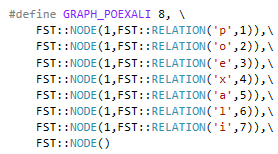 #define GRAPH_POEXALI 8, \
FST::NODE(1,FST::RELATION('p',1)),\
FST::NODE(1,FST::RELATION('o',2)),\
FST::NODE(1,FST::RELATION('e',3)),\
FST::NODE(1,FST::RELATION('x',4)),\
FST::NODE(1,FST::RELATION('a',5)),\
FST::NODE(1,FST::RELATION('l',6)),\
FST::NODE(1,FST::RELATION('i',7)),\
FST::NODE()